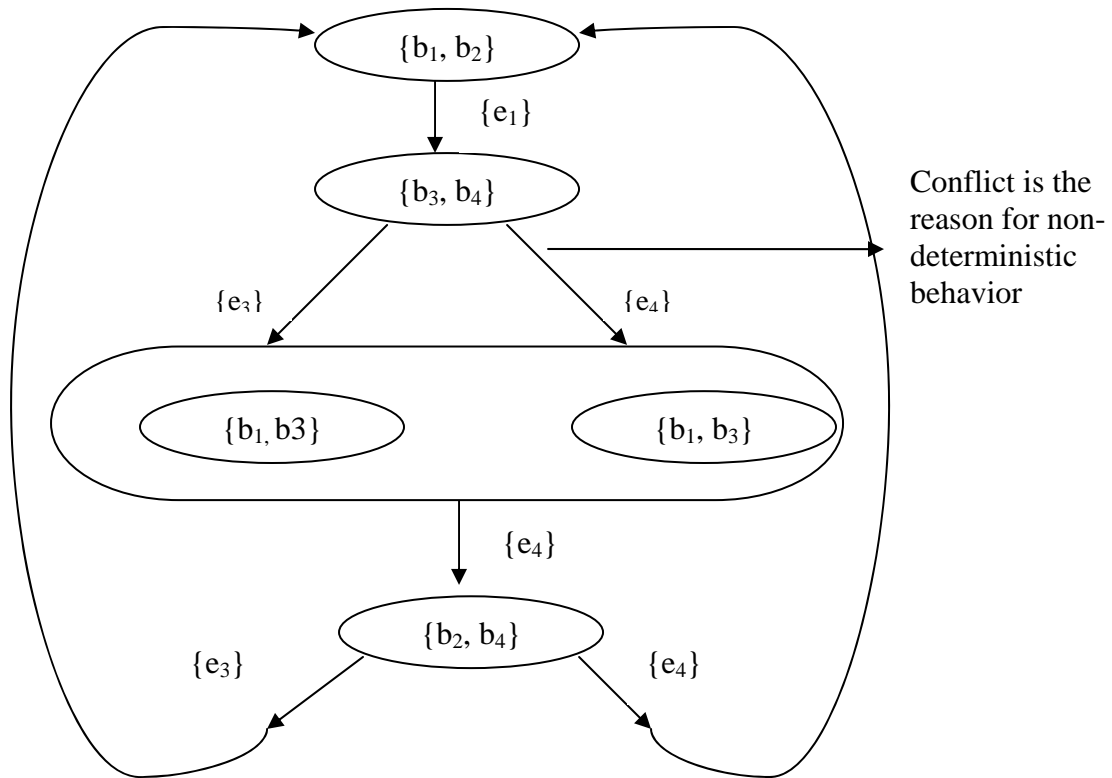 {b₁, b₂}
{e₁}
{b₃, b₄}
Conflict is the
reason for non-
deterministic
behavior
{e₃}
{e₄}
{b₁, b3}
{b₁, b₃}
{e₄}
{b₂, b₄}
{e₃}
{e₄}